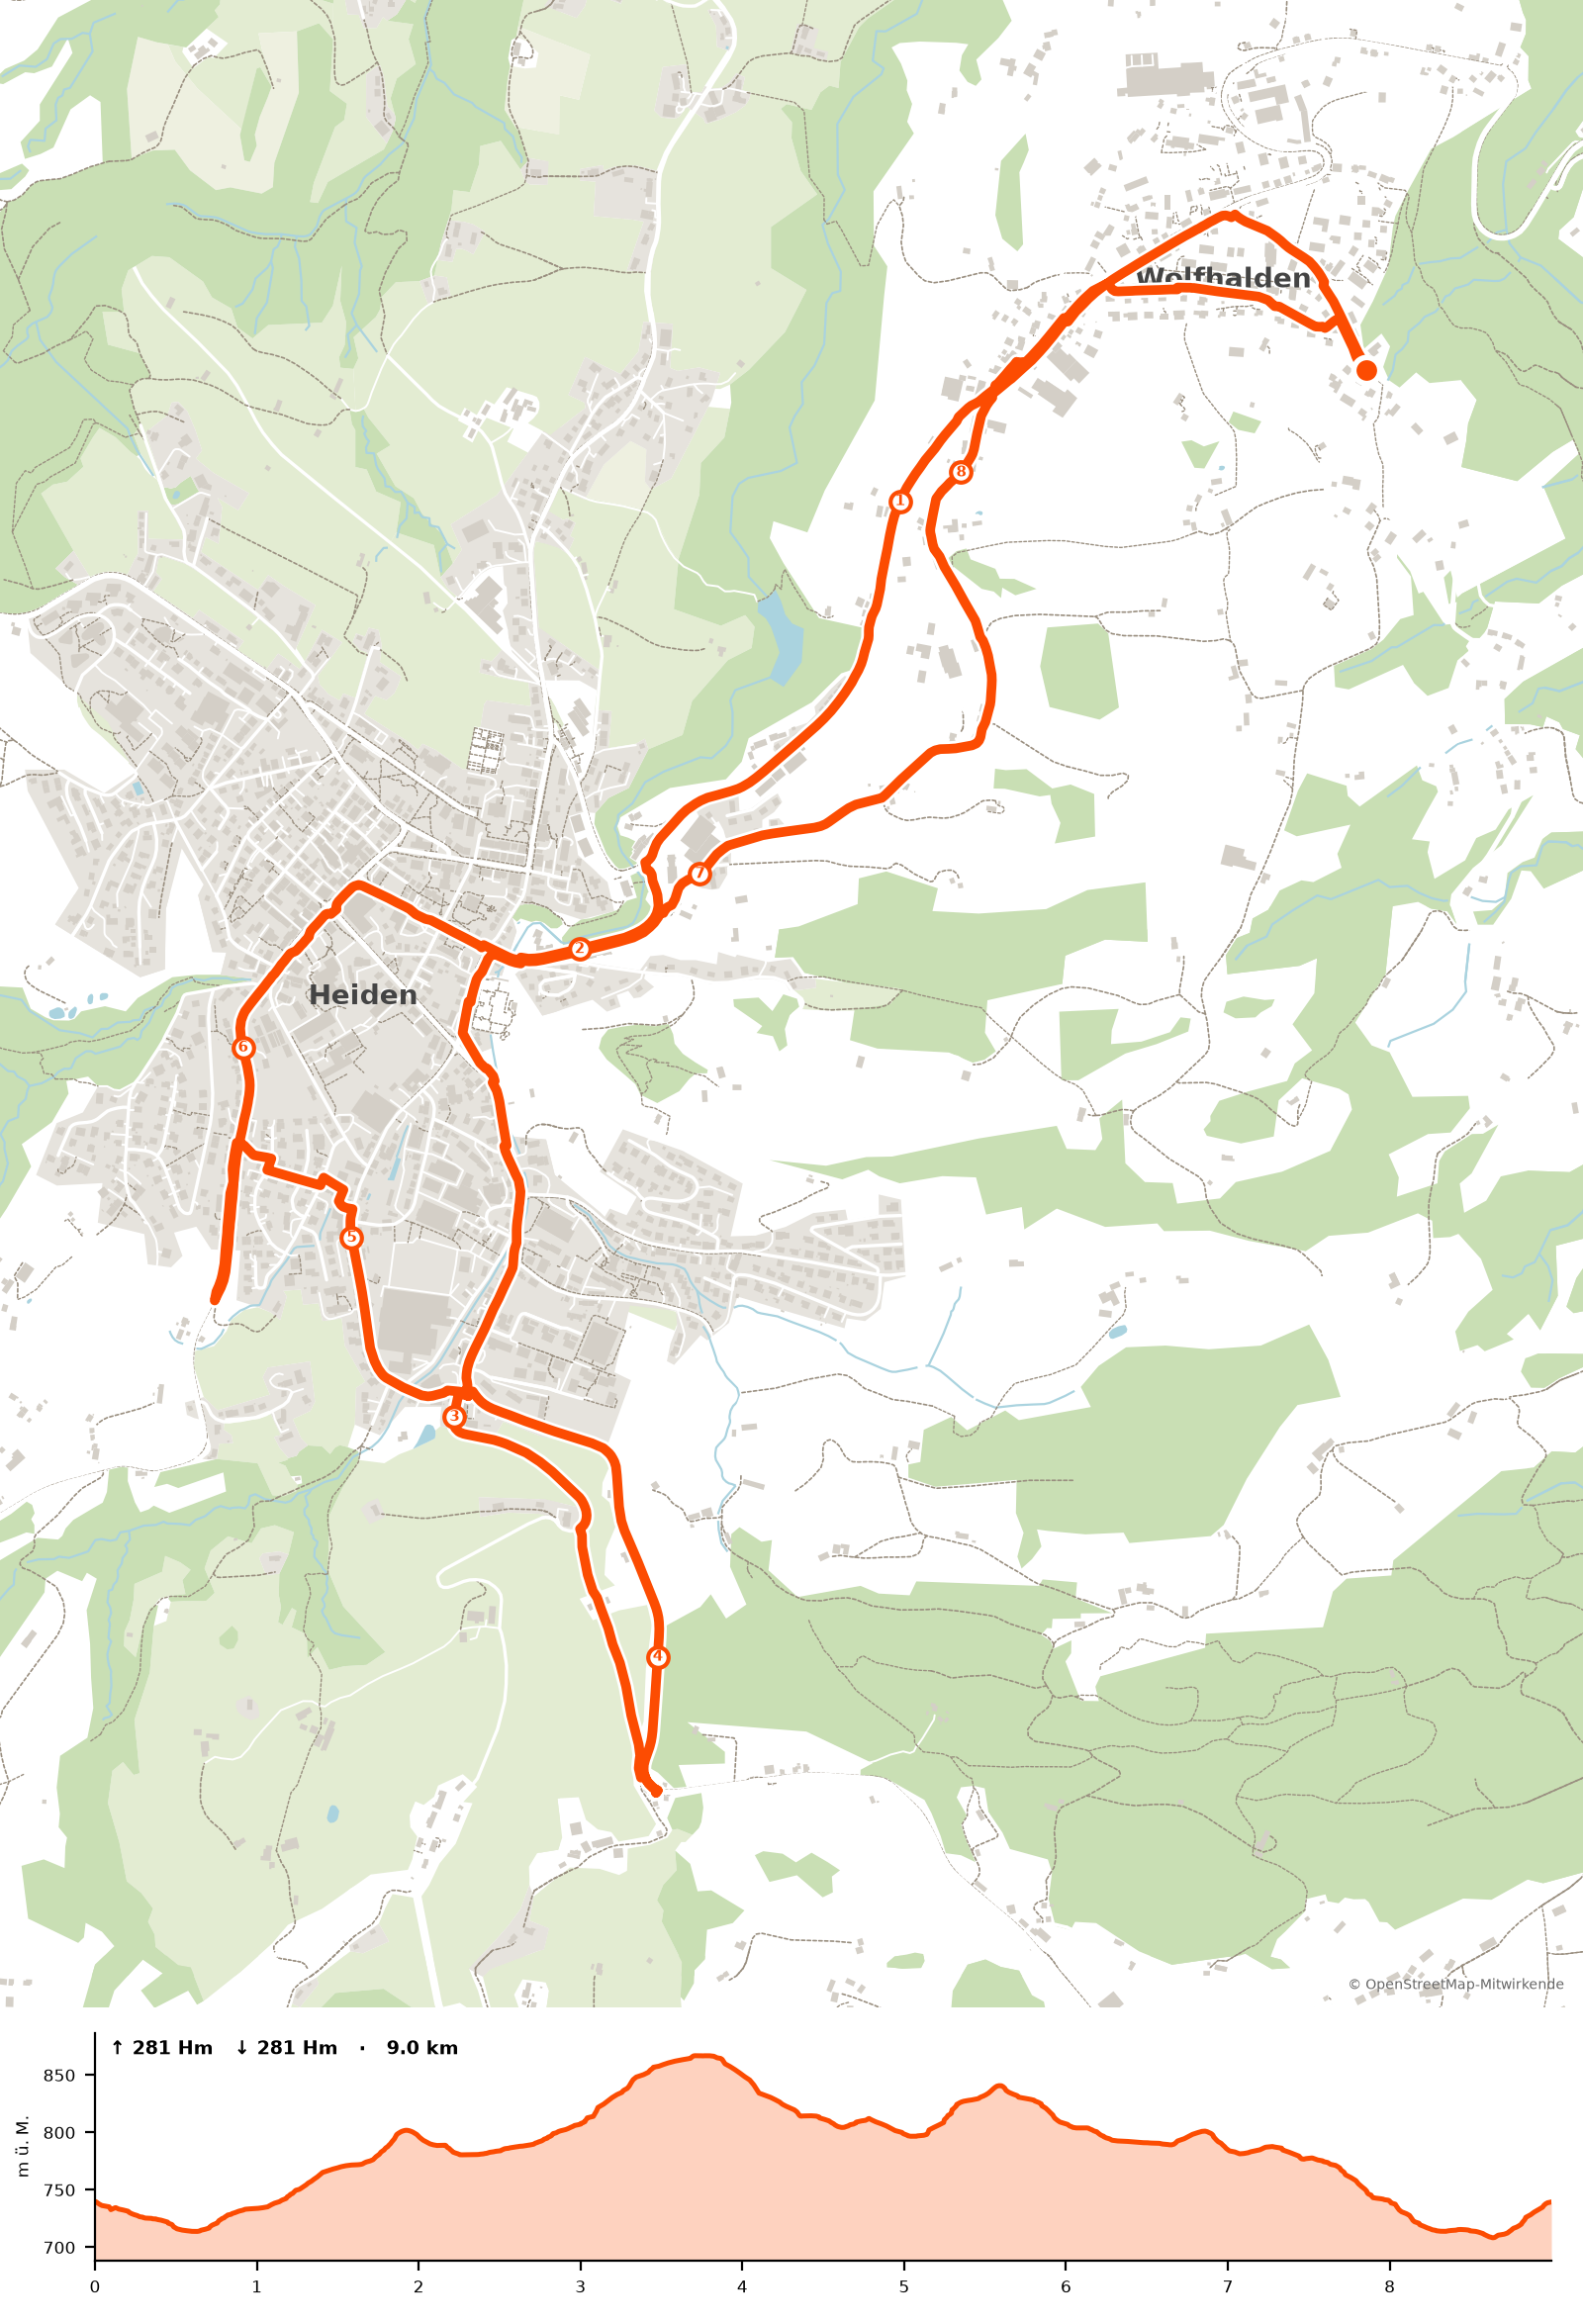 Wolfhalden
8
1
7
2
Heiden
6
5
3
4
© OpenStreetMap-Mitwirkende
↑ 281 Hm ↓ 281 Hm · 9.0 km
850
800
750
700
m ü. M.
0 1 2 3 4 5 6 7 8